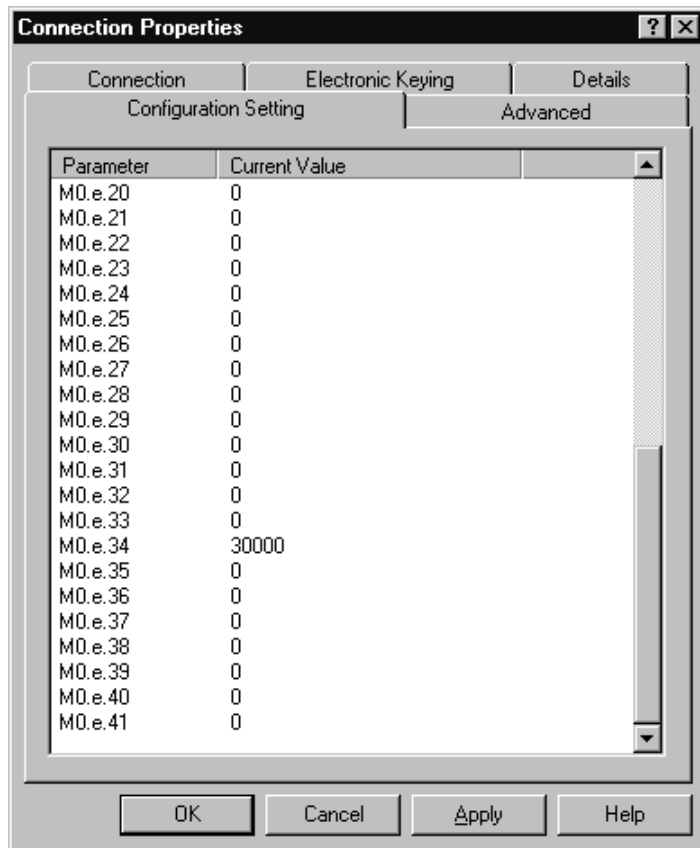 Connection Properties
? X
Connection Electronic Keying Details
Configuration Setting Advanced
Parameter Current Value
M0.e.20 0
M0.e.21 0
M0.e.22 0
M0.e.23 0
M0.e.24 0
M0.e.25 0
M0.e.26 0
M0.e.27 0
M0.e.28 0
M0.e.29 0
M0.e.30 0
M0.e.31 0
M0.e.32 0
M0.e.33 0
M0.e.34 30000
M0.e.35 0
M0.e.36 0
M0.e.37 0
M0.e.38 0
M0.e.39 0
M0.e.40 0
M0.e.41 0
OK Cancel Apply Help